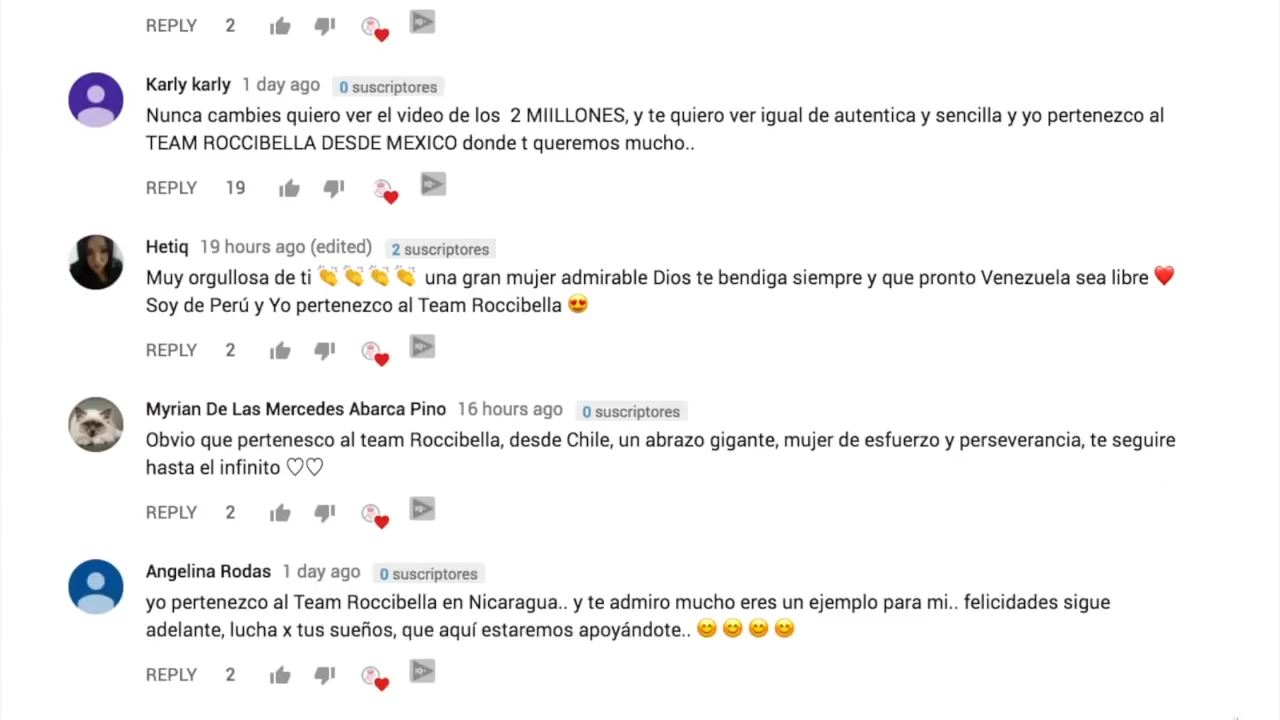 REPLY 2
Karly karly 1 day ago 0 suscriptores
Nunca cambies quiero ver el video de los 2 MIILLONES, y te quiero ver igual de autentica y sencilla y yo pertenezco al
TEAM ROCCIBELLA DESDE MEXICO donde t queremos mucho..
REPLY 19
Hetiq 19 hours ago (edited) 2 suscriptores
Muy orgullosa de ti 👏👏👏👏 una gran mujer admirable Dios te bendiga siempre y que pronto Venezuela sea libre ❤️
Soy de Perú y Yo pertenezco al Team Roccibella 😍
REPLY 2
Myrian De Las Mercedes Abarca Pino 16 hours ago 0 suscriptores
Obvio que pertenesco al team Roccibella, desde Chile, un abrazo gigante, mujer de esfuerzo y perseverancia, te seguire
hasta el infinito ♡♡
REPLY 2
Angelina Rodas 1 day ago 0 suscriptores
yo pertenezco al Team Roccibella en Nicaragua.. y te admiro mucho eres un ejemplo para mi.. felicidades sigue
adelante, lucha x tus sueños, que aquí estaremos apoyándote.. 😊😊😊😊
REPLY 2